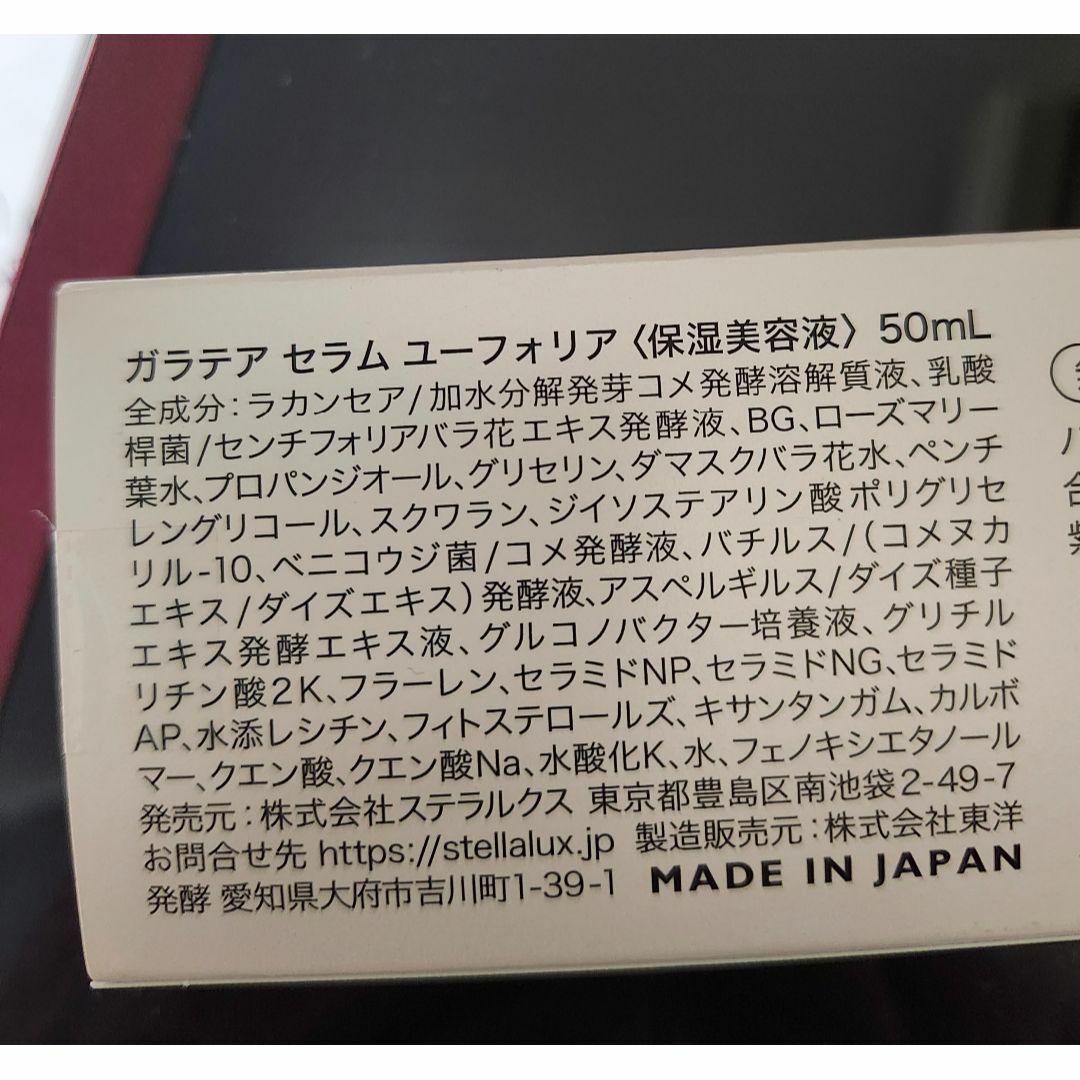 ガラテア セラム ユーフォリア〈保湿美容液〉 50mL
全成分：ラカンセア/加水分解発芽コメ発酵溶解質液、乳酸
桿菌/センチフォリアバラ花エキス発酵液、BG、ローズマリー
葉水、プロパンジオール、グリセリン、ダマスクバラ花水、ペンチ
レングリコール、スクワラン、ジイソステアリン酸ポリグリセ
リル-10、ベニコウジ菌/コメ発酵液、バチルス/(コメヌカ
エキス/ダイズエキス)発酵液、アスペルギルス/ダイズ種子
エキス発酵エキス液、グルコノバクター培養液、グリチル
リチン酸2K、フラーレン、セラミドNP、セラミドNG、セラミド
AP、水添レシチン、フィトステロールズ、キサンタンガム、カルボ
マー、クエン酸、クエン酸Na、水酸化K、水、フェノキシエタノール
発売元：株式会社ステラルクス 東京都豊島区南池袋2-49-7
お問合せ先 https://stellalux.jp 製造販売元：株式会社東洋
発酵 愛知県大府市吉川町1-39-1 MADE IN JAPAN